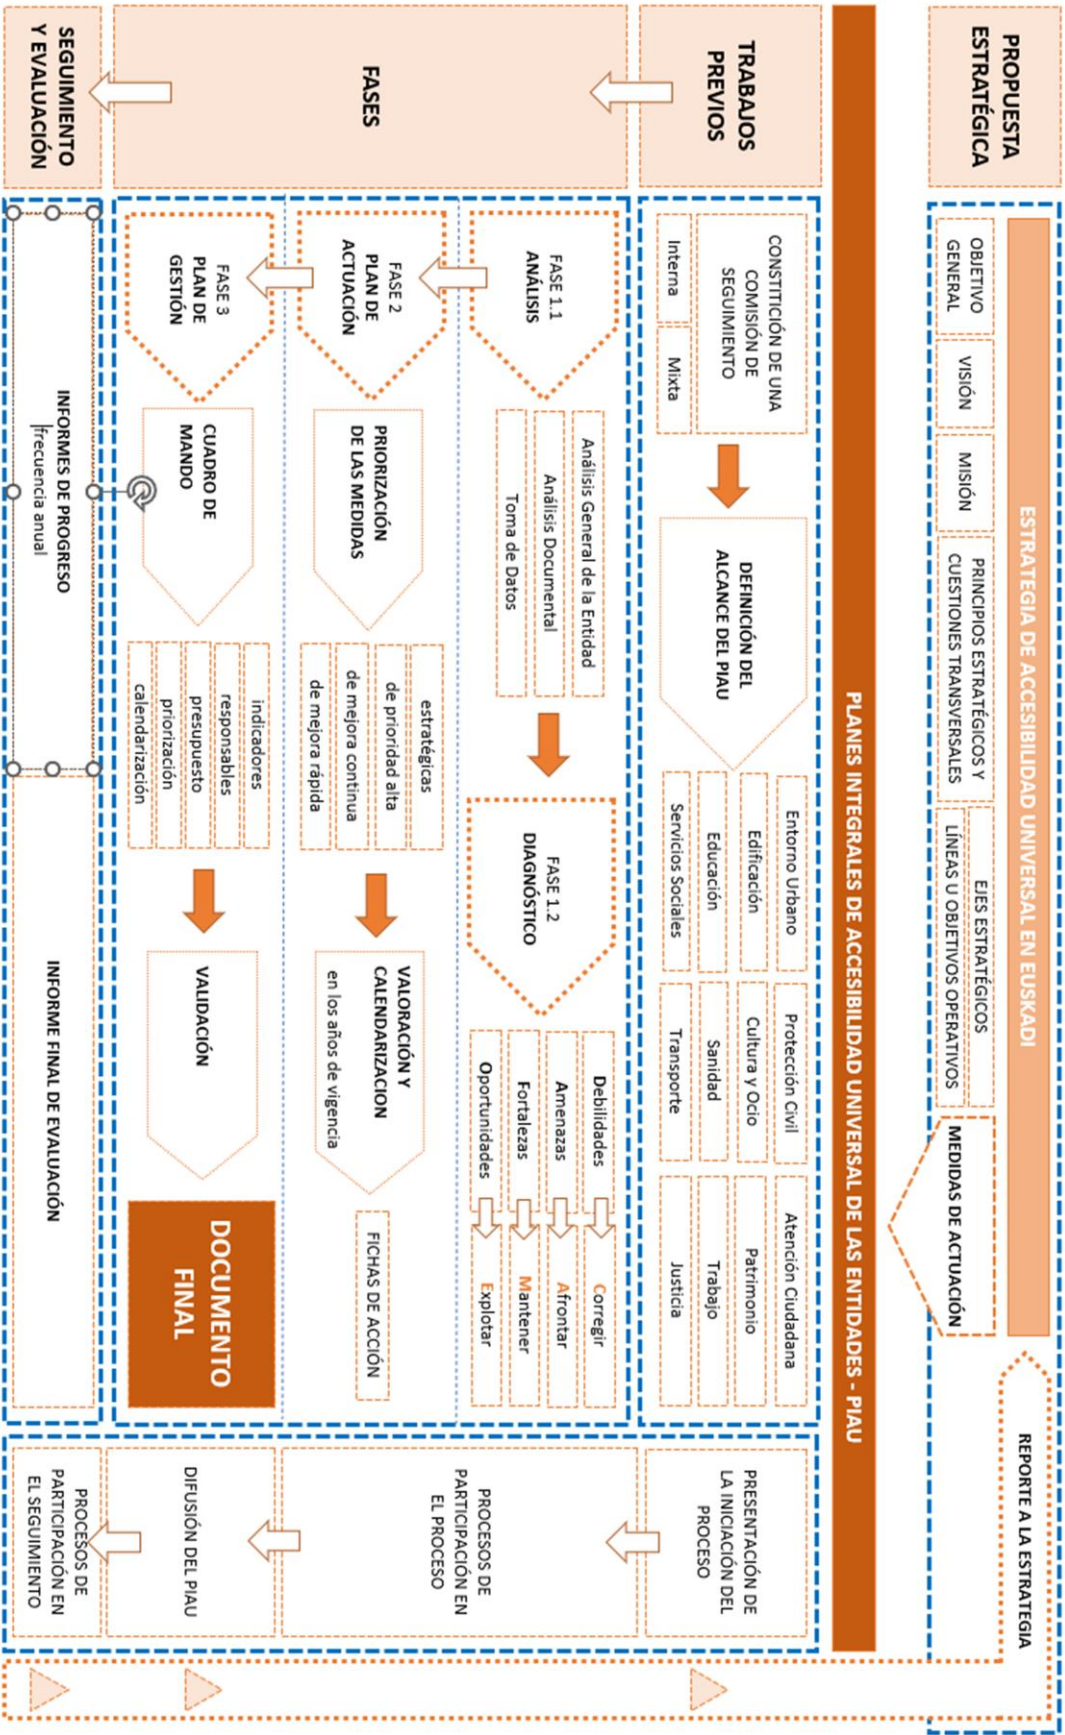 PROPUESTA
ESTRATÉGICA
ESTRATEGIA DE ACCESIBILIDAD UNIVERSAL EN EUSKADI
OBJETIVO
GENERAL
VISIÓN
MISIÓN
PRINCIPIOS ESTRATÉGICOS Y
CUESTIONES TRANSVERSALES
EJES ESTRATÉGICOS
LÍNEAS U OBJETIVOS OPERATIVOS
MEDIDAS DE ACTUACIÓN
REPORTE A LA ESTRATEGIA
PLANES INTEGRALES DE ACCESIBILIDAD UNIVERSAL DE LAS ENTIDADES - PIAU
TRABAJOS
PREVIOS
CONSTITICIÓN DE UNA
COMISIÓN DE
SEGUIMIENTO
Interna
Mixta
DEFINICIÓN DEL
ALCANCE DEL PIAU
Entorno Urbano
Edificación
Educación
Servicios Sociales
Protección Civil
Cultura y Ocio
Sanidad
Transporte
Atención Ciudadana
Patrimonio
Trabajo
Justicia
PRESENTACIÓN DE
LA INICIACIÓN DEL
PROCESO
FASES
FASE 1.1
ANÁLISIS
Análisis General de la Entidad
Análisis Documental
Toma de Datos
FASE 1.2
DIAGNÓSTICO
Debilidades
Amenazas
Fortalezas
Oportunidades
Corregir
Afrontar
Mantener
Explotar
FASE 2
PLAN DE
ACTUACIÓN
PRIORIZACIÓN
DE LAS MEDIDAS
estratégicas
de prioridad alta
de mejora continua
de mejora rápida
VALORACIÓN Y
CALENDARIZACION
en los años de vigencia
FICHAS DE ACCIÓN
PROCESOS DE
PARTICIPACIÓN EN
EL PROCESO
FASE 3
PLAN DE
GESTIÓN
CUADRO DE
MANDO
indicadores
responsables
presupuesto
priorización
calendarización
VALIDACIÓN
DOCUMENTO
FINAL
DIFUSIÓN DEL PIAU
SEGUIMIENTO
Y EVALUACIÓN
INFORMES DE PROGRESO
frecuencia anual
INFORME FINAL DE EVALUACIÓN
PROCESOS DE
PARTICIPACIÓN EN
EL SEGUIMIENTO